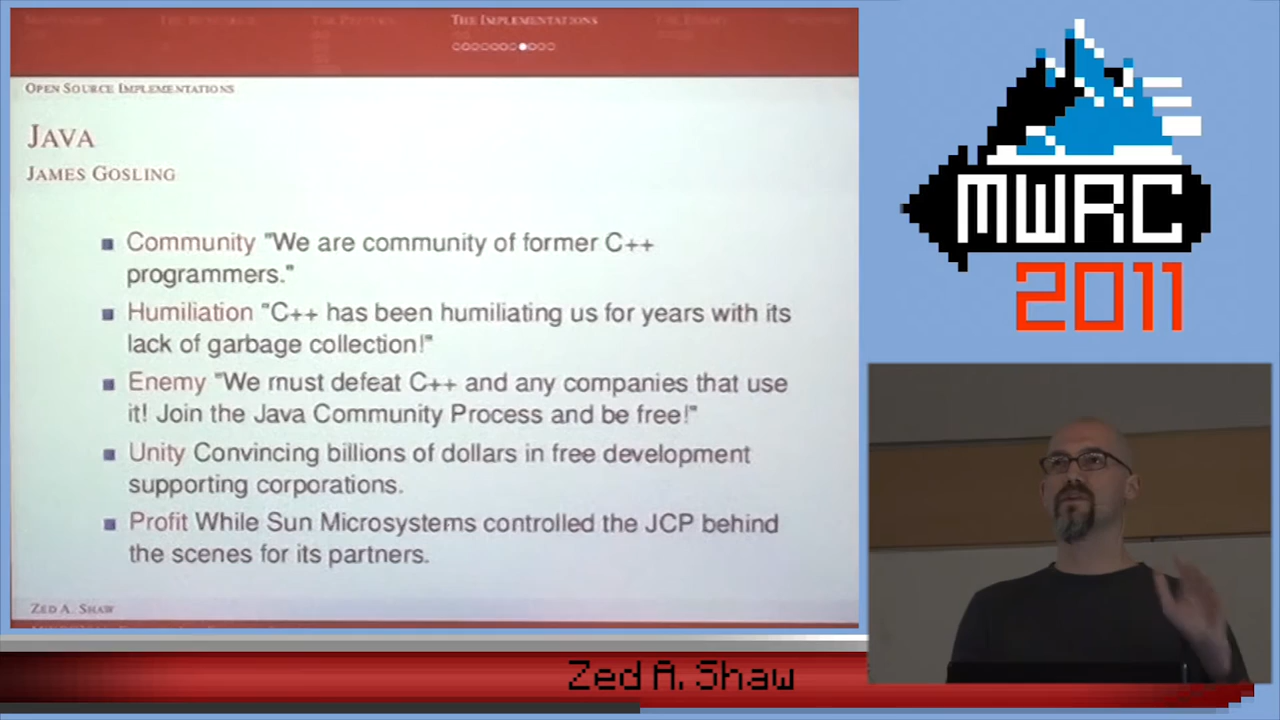 THE IMPLEMENTATIONS
OPEN SOURCE IMPLEMENTATIONS
JAVA
JAMES GOSLING
Community "We are community of former C++
programmers."
Humiliation "C++ has been humiliating us for years with its
lack of garbage collection!"
Enemy "We must defeat C++ and any companies that use
it! Join the Java Community Process and be free!"
Unity Convincing billions of dollars in free development
supporting corporations.
Profit While Sun Microsystems controlled the JCP behind
the scenes for its partners.
ZED A. SHAW
MWRC
2011
Zed A. Shaw